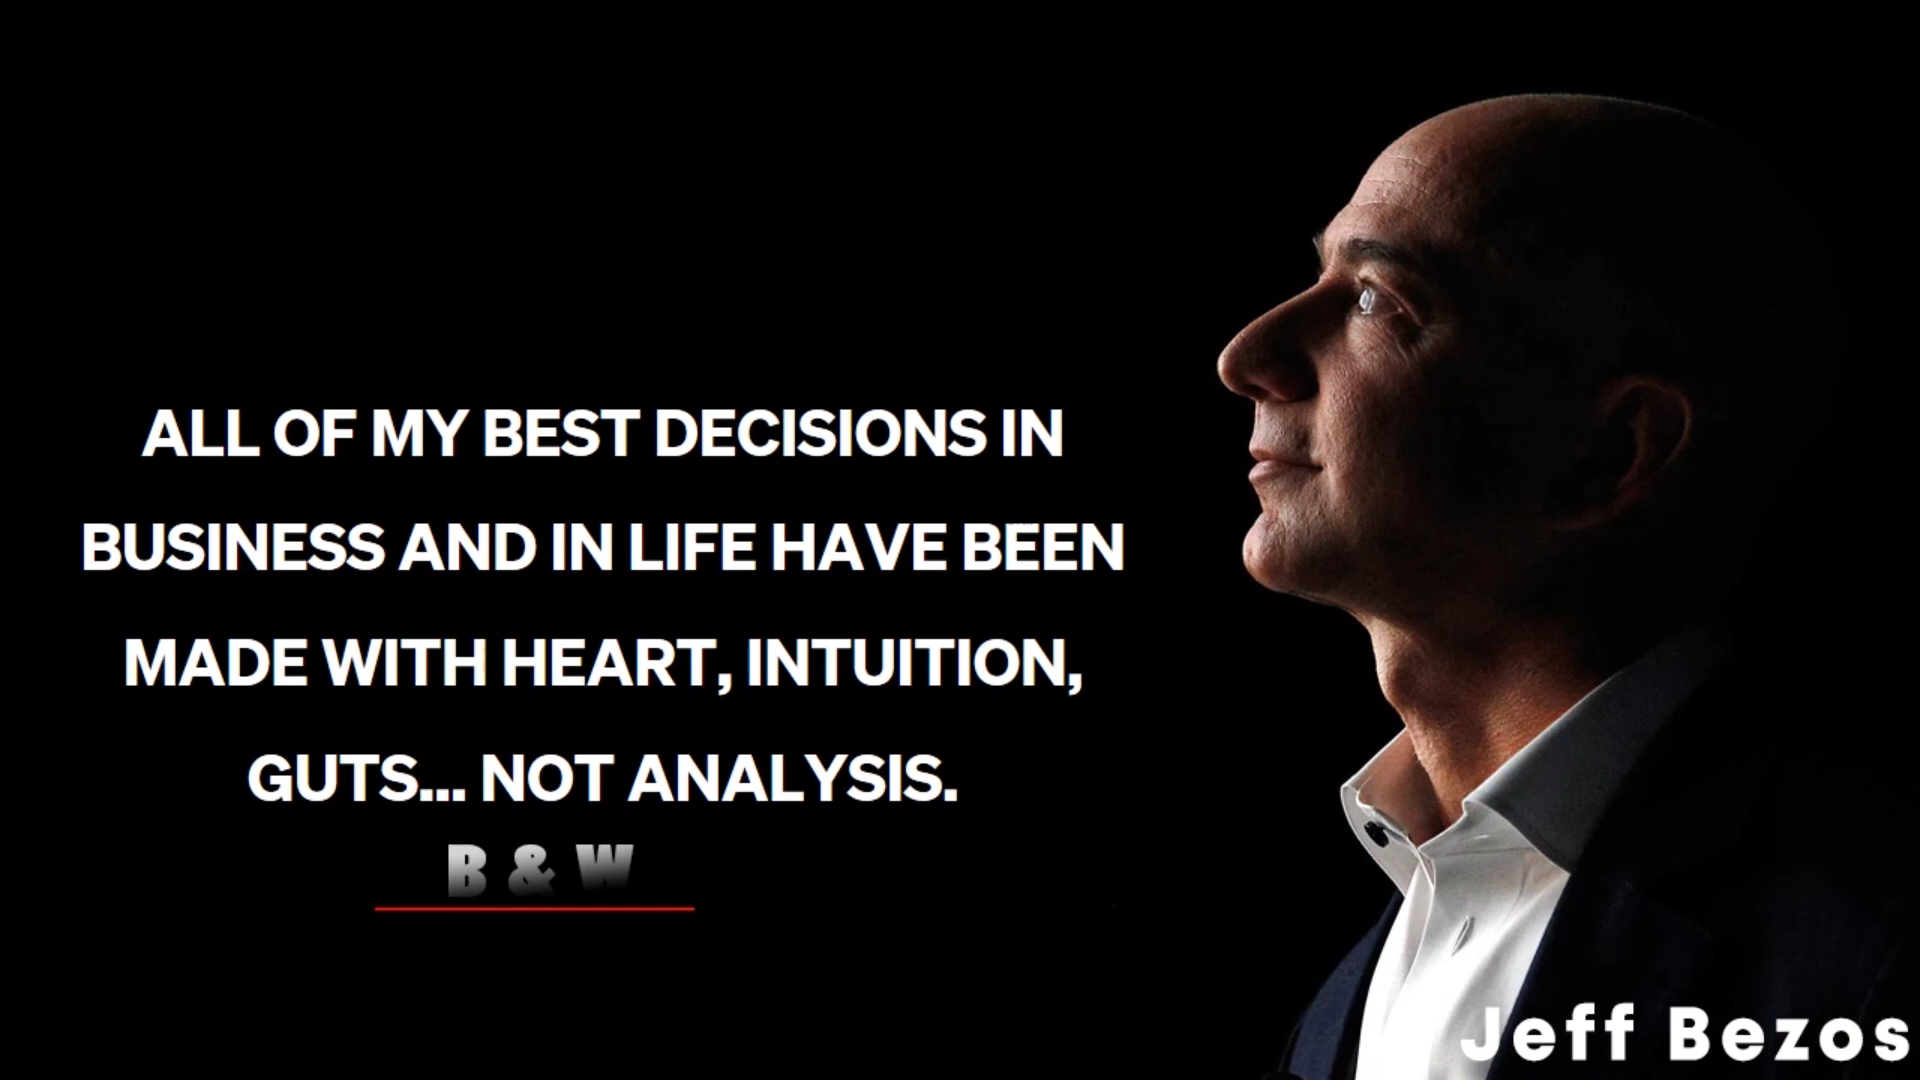 ALL OF MY BEST DECISIONS IN
BUSINESS AND IN LIFE HAVE BEEN
MADE WITH HEART, INTUITION,
GUTS... NOT ANALYSIS.
B & W
Jeff Bezos